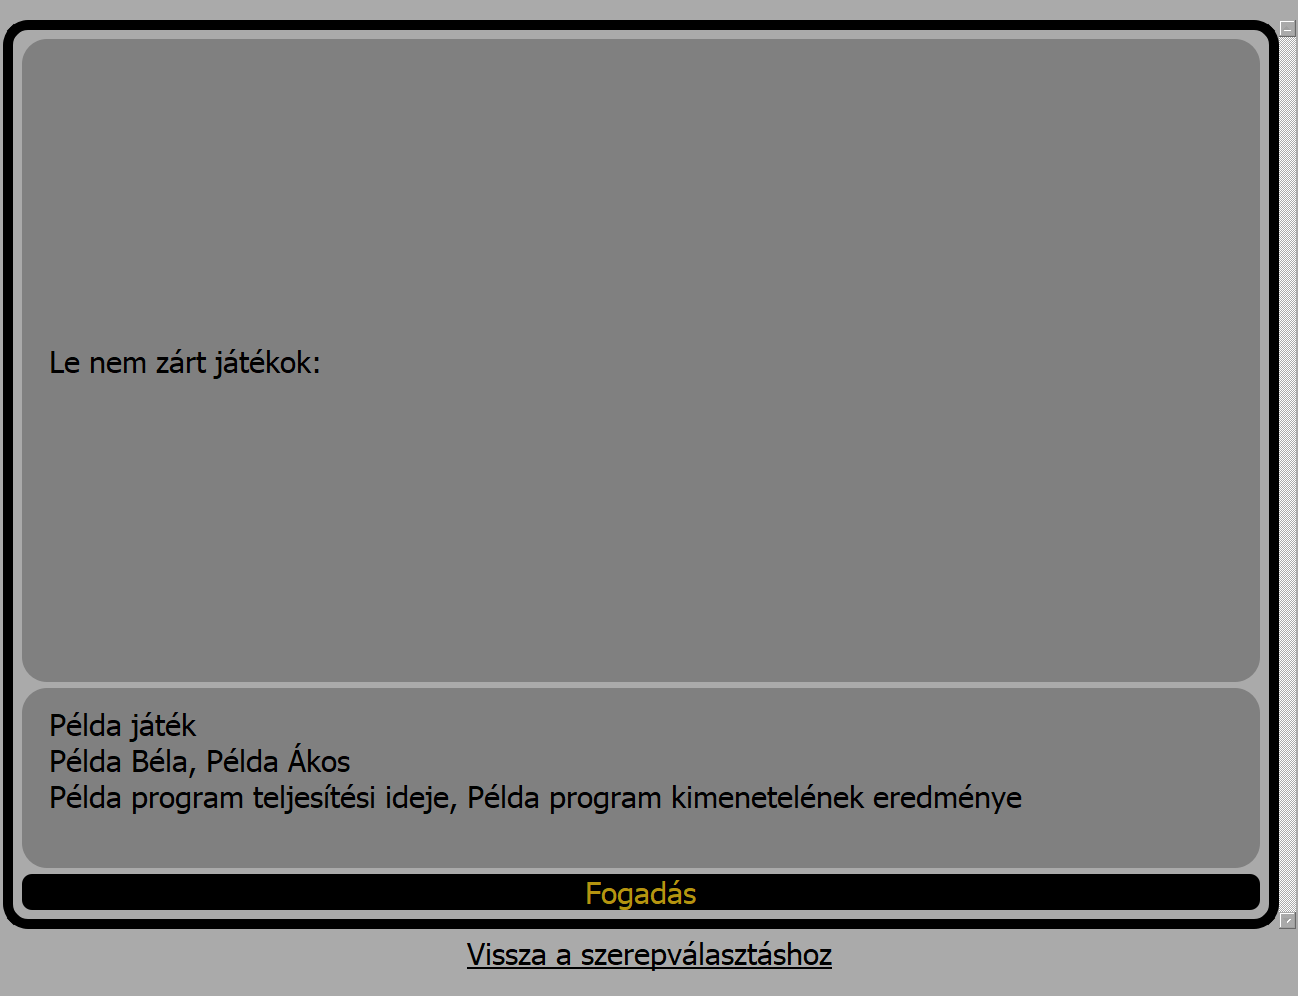 Le nem zárt játékok:
Példa játék
Példa Béla, Példa Ákos
Példa program teljesítési ideje, Példa program kimenetelének eredménye
Fogadás
Vissza a szerepválasztáshoz